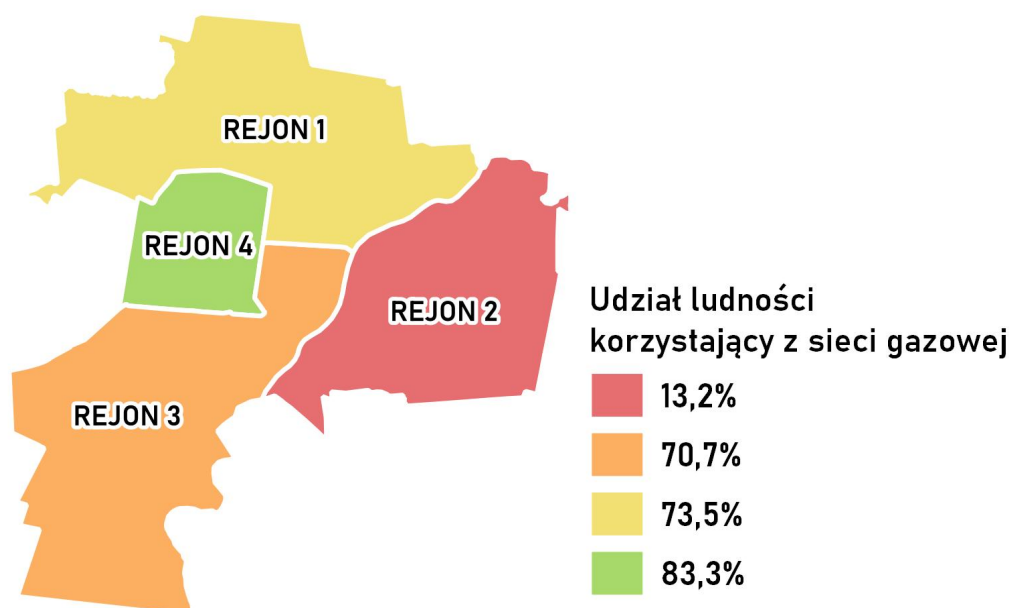 REJON 1
REJON 4
REJON 2
REJON 3
Udział ludności
korzystający z sieci gazowej
13,2%
70,7%
73,5%
83,3%